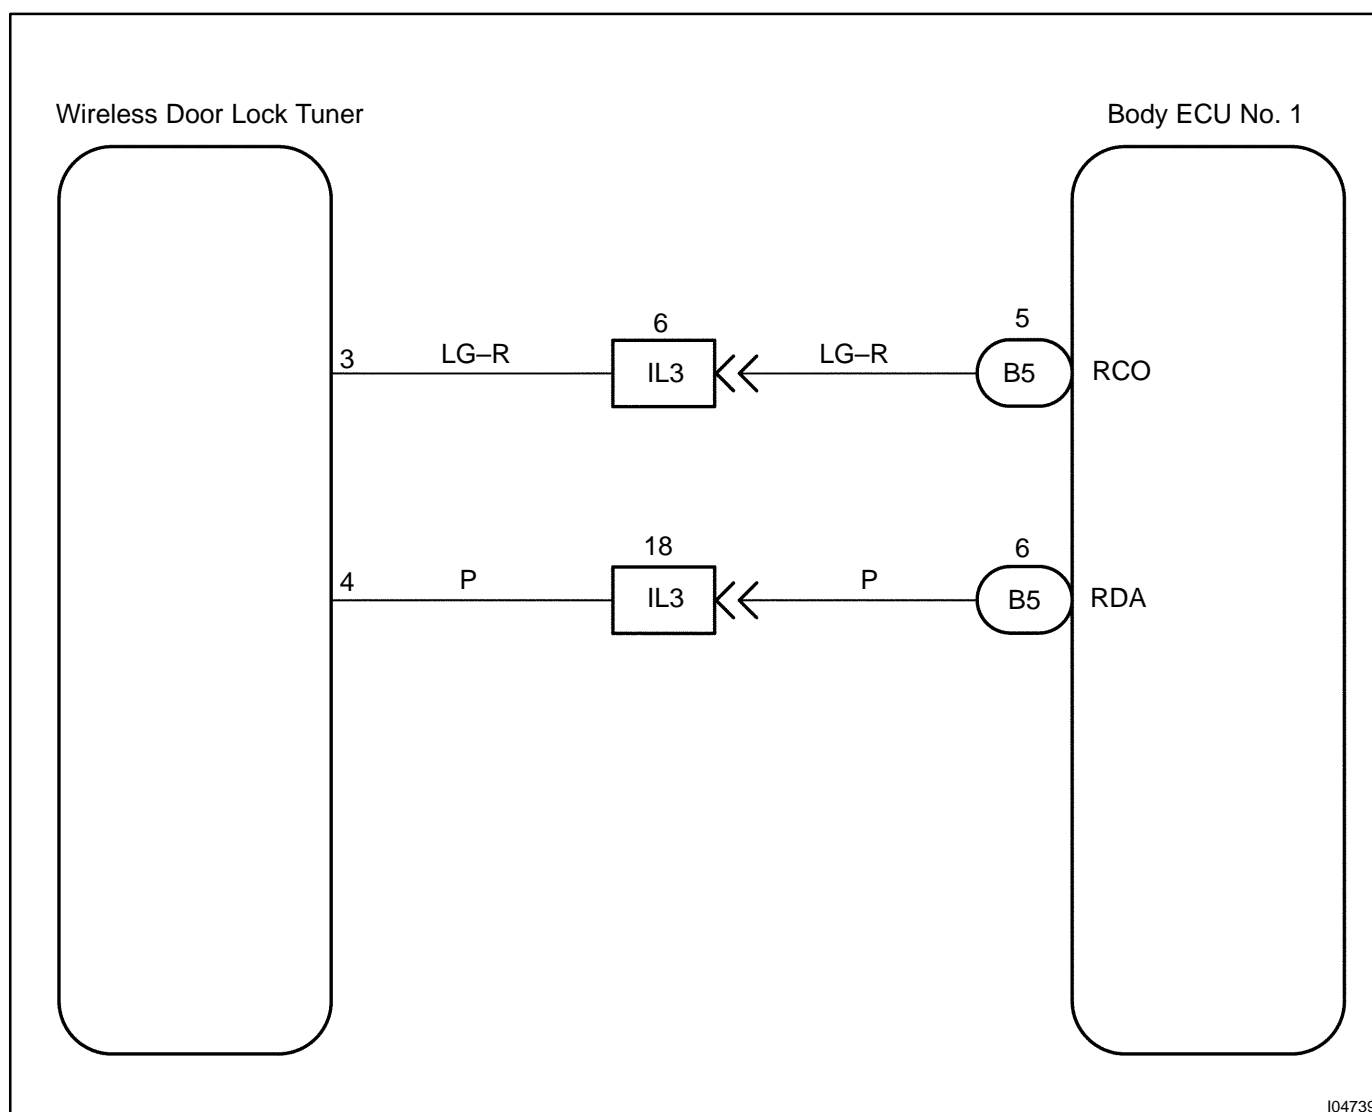 Wireless Door Lock Tuner
Body ECU No. 1
6
5
3
LG–R
IL3
LG–R
B5
RCO
18
6
4
P
IL3
P
B5
RDA
I04739